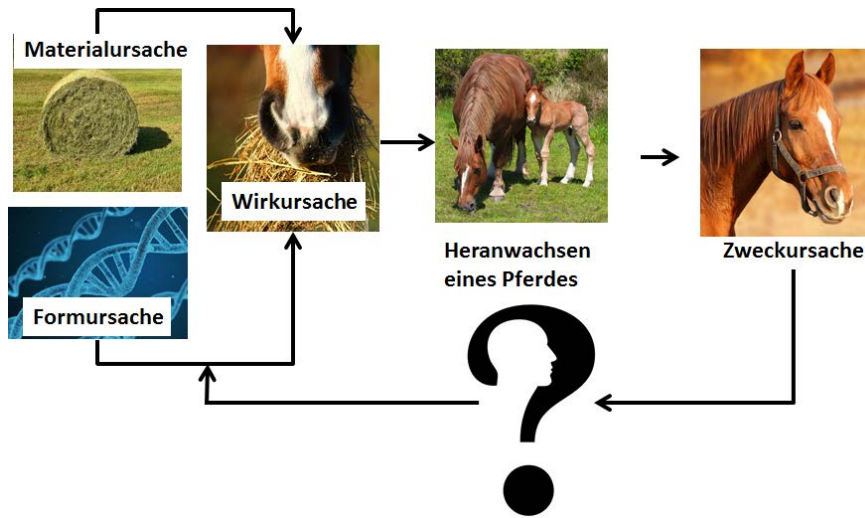 Materialursache
Wirkursache
Formursache
Heranwachsen
eines Pferdes
Zweckursache